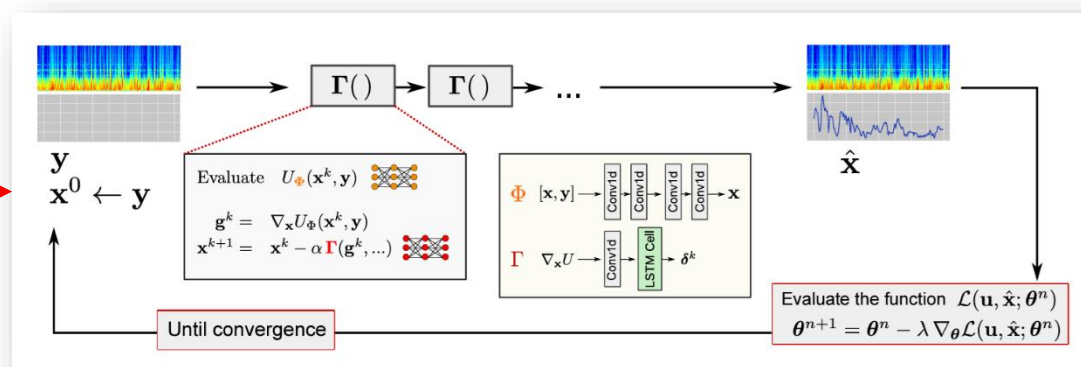 Γ() Γ() ...
y
x⁰ ← y
x̂
Evaluate U_Φ(xᵏ, y)
gᵏ = ∇ₓU_Φ(xᵏ, y)
xᵏ⁺¹ = xᵏ − α Γ(gᵏ, ...)
Φ [x, y] Conv1d Conv1d Conv1d Conv1d x
Γ ∇ₓU Conv1d LSTM Cell δᵏ
Evaluate the function ℒ(u, x̂; θⁿ)
θⁿ⁺¹ = θⁿ − λ ∇_θℒ(u, x̂; θⁿ)
Until convergence